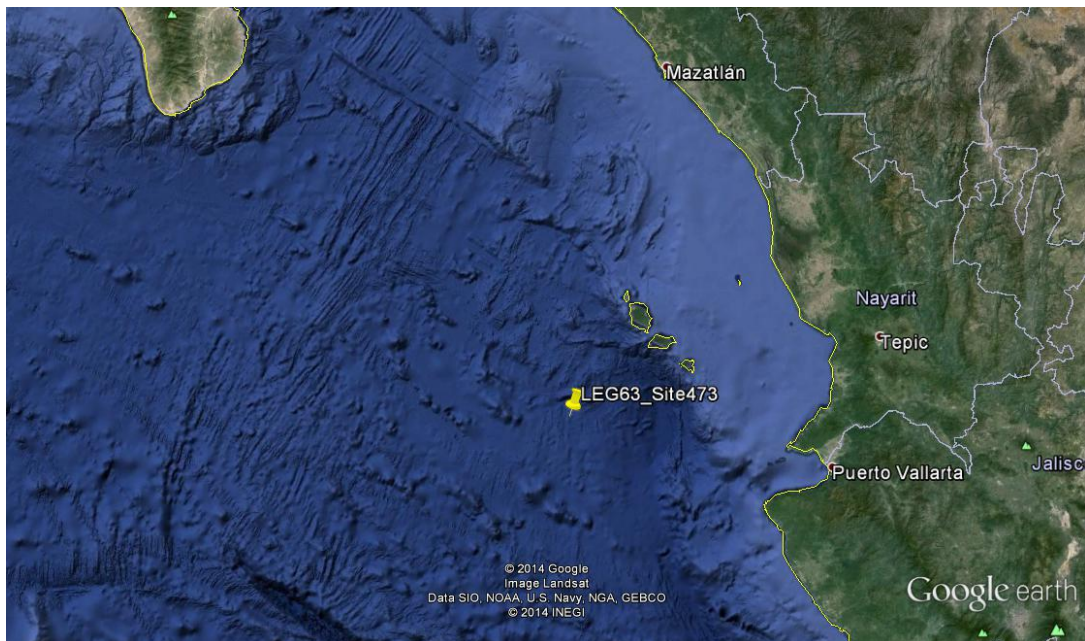 Mazatlán
Nayarit
Tepic
LEG63_Site473
Puerto Vallarta
Jalisc
© 2014 Google
Image Landsat
Data SIO, NOAA, U.S. Navy, NGA, GEBCO
© 2014 INEGI
Google earth